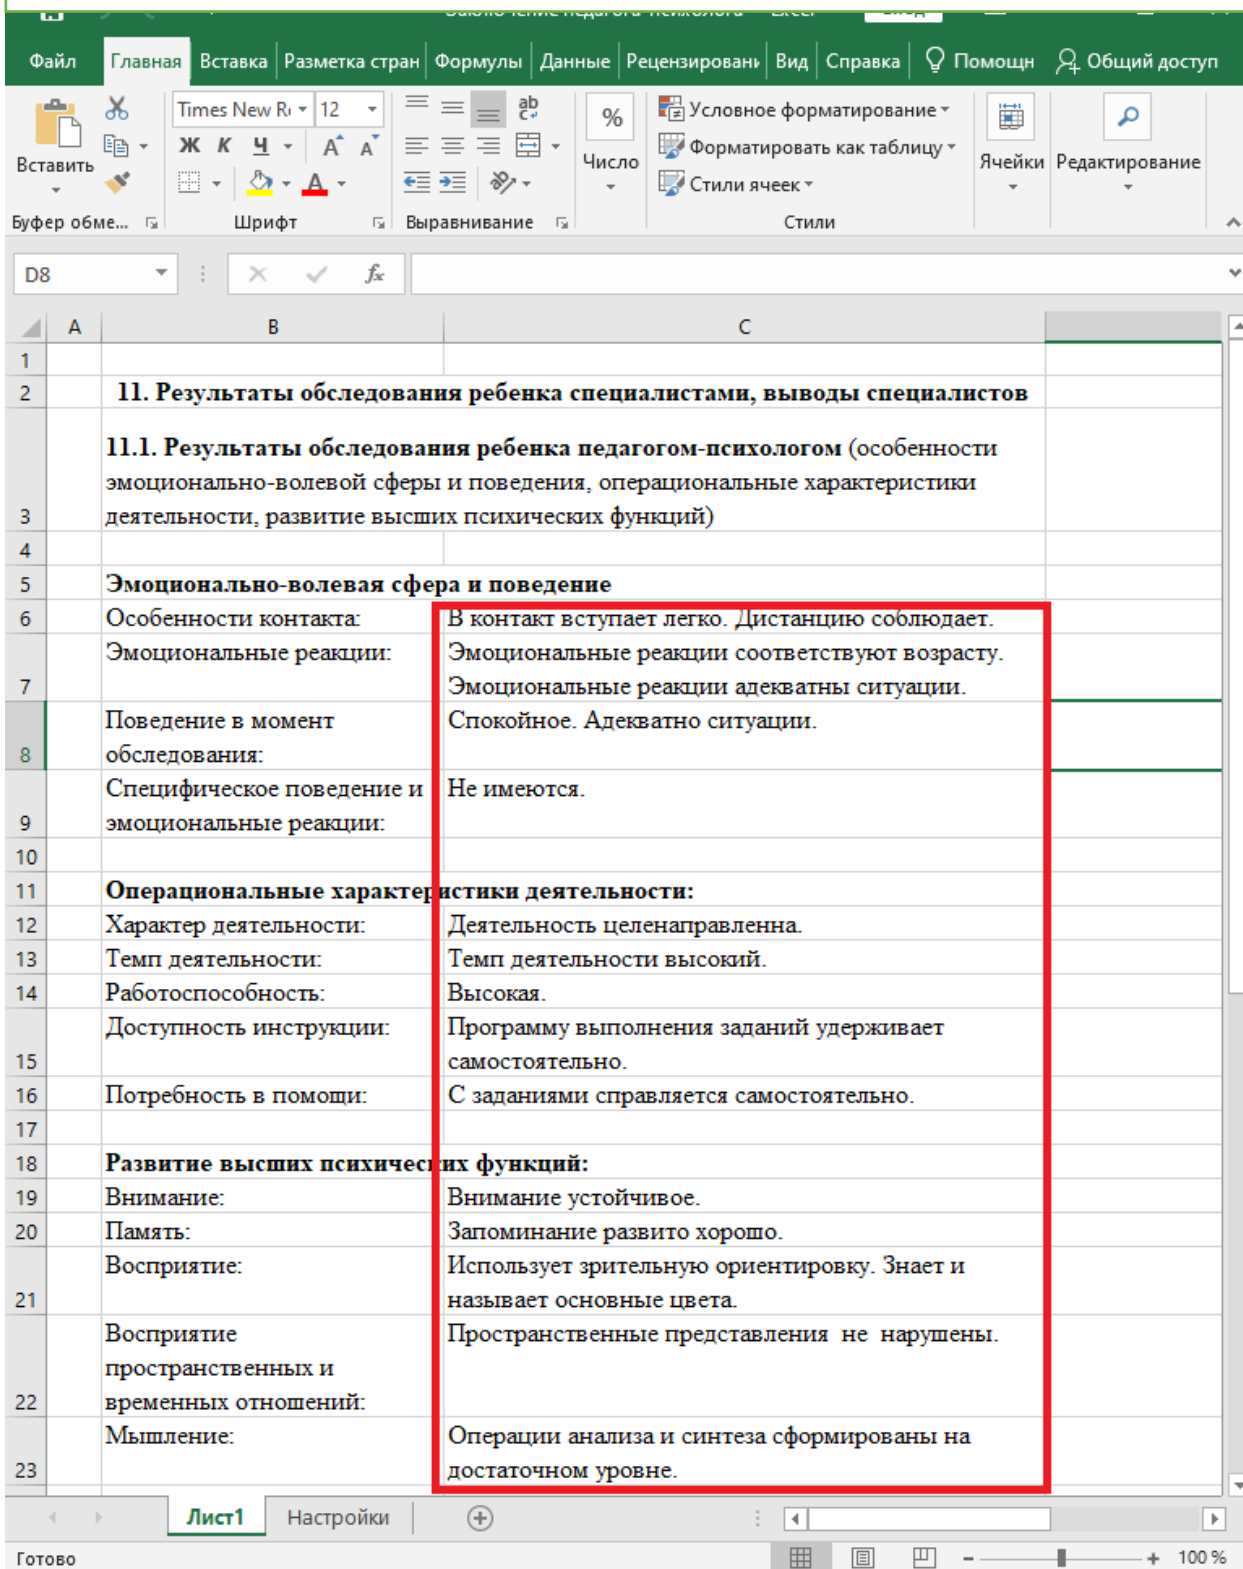 Файл Главная Вставка Разметка стран Формулы Данные Рецензировани Вид Справка Помощн Общий доступ
Times New R 12
ab
%
Условное форматирование
Ж К Ч А А
Форматировать как таблицу
Вставить
Число
Ячейки Редактирование
А
Стили ячеек
Буфер обме... Шрифт Выравнивание Стили
D8 fx
A B C
1
2 11. Результаты обследования ребенка специалистами, выводы специалистов
11.1. Результаты обследования ребенка педагогом-психологом (особенности
эмоционально-волевой сферы и поведения, операциональные характеристики
3 деятельности, развитие высших психических функций)
4
5 Эмоционально-волевая сфера и поведение
6 Особенности контакта: В контакт вступает легко. Дистанцию соблюдает.
Эмоциональные реакции: Эмоциональные реакции соответствуют возрасту.
7 Эмоциональные реакции адекватны ситуации.
Поведение в момент Спокойное. Адекватно ситуации.
8 обследования:
Специфическое поведение и Не имеются.
9 эмоциональные реакции:
10
11 Операциональные характеристики деятельности:
12 Характер деятельности: Деятельность целенаправленна.
13 Темп деятельности: Темп деятельности высокий.
14 Работоспособность: Высокая.
Доступность инструкции: Программу выполнения заданий удерживает
15 самостоятельно.
16 Потребность в помощи: С заданиями справляется самостоятельно.
17
18 Развитие высших психических функций:
19 Внимание: Внимание устойчивое.
20 Память: Запоминание развито хорошо.
Восприятие: Использует зрительную ориентировку. Знает и
21 называет основные цвета.
Восприятие Пространственные представления не нарушены.
пространственных и
22 временных отношений:
Мышление: Операции анализа и синтеза сформированы на
23 достаточном уровне.
Лист1 Настройки
Готово 100 %